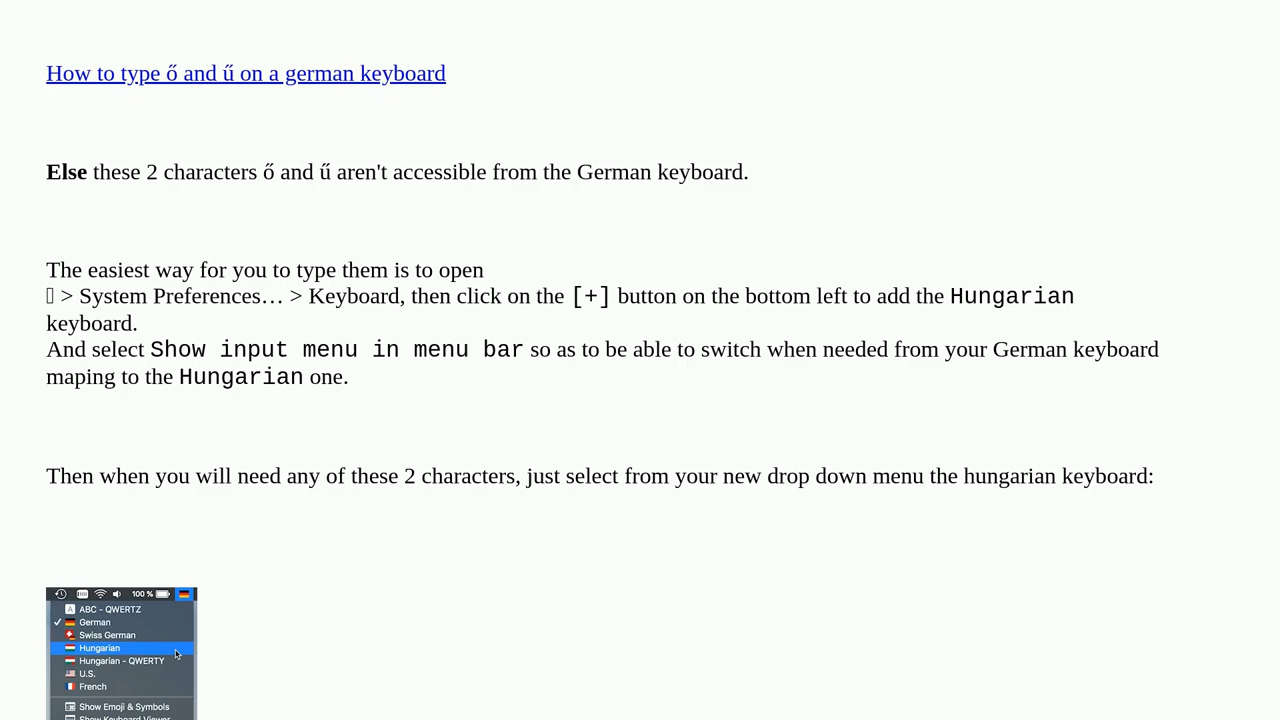 How to type ő and ű on a german keyboard
Else these 2 characters ő and ű aren't accessible from the German keyboard.
The easiest way for you to type them is to open
> System Preferences… > Keyboard, then click on the [+] button on the bottom left to add the Hungarian
keyboard.
And select Show input menu in menu bar so as to be able to switch when needed from your German keyboard
maping to the Hungarian one.
Then when you will need any of these 2 characters, just select from your new drop down menu the hungarian keyboard:
100 %
A ABC - QWERTZ
✓ German
Swiss German
Hungarian
Hungarian - QWERTY
U.S.
French
Show Emoji & Symbols
Show Keyboard Viewer